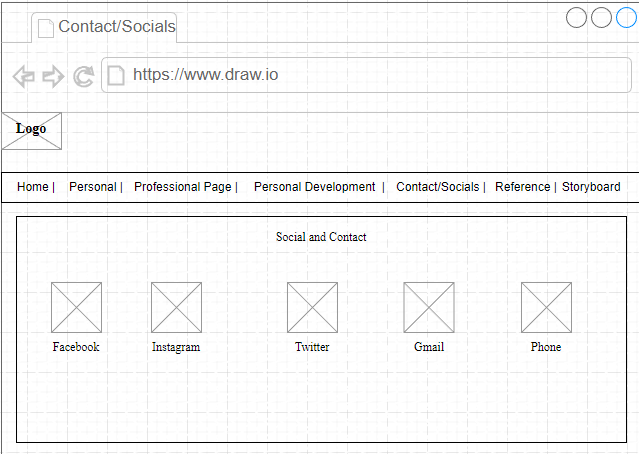 Contact/Socials
https://www.draw.io
Logo
Home | Personal | Professional Page | Personal Development | Contact/Socials | Reference | Storyboard
Social and Contact
Facebook Instagram Twitter Gmail Phone